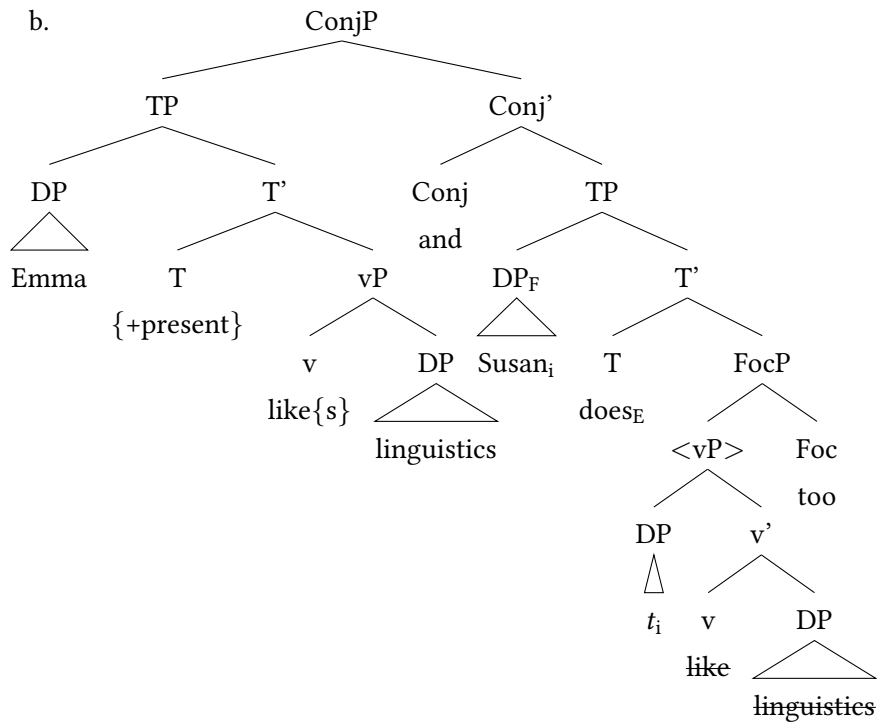 b. ConjP
TP Conj’
DP T’ Conj TP
and
Emma T vP DP_F T’
{+present}
v DP Susan_i T FocP
like{s} does_E
linguistics <vP> Foc
too
DP v’
t_i v DP
like
linguistics